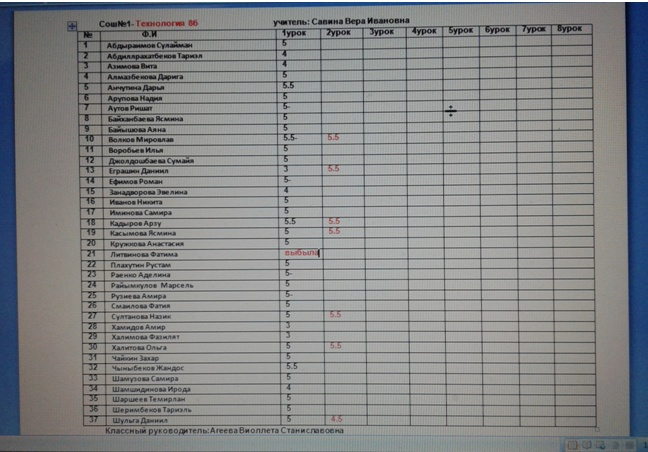 Сош№1- Технология 8б учитель: Савина Вера Ивановна
№ Ф.И 1урок 2урок 3урок 4урок 5урок 6урок 7урок 8урок
1 Абдыраимов Сулайман 5
2 Абдилларахатбеков Тариэл 4
3 Азимова Вита 4
4 Алмазбекова Дарига 5
5 Анчутина Дарья 5.5
6 Арупова Надия 5
7 Аутов Ришат 5-
8 Байханбаева Ясмина 5
9 Байышова Аяна 5
10 Волков Мировлав 5.5- 5.5
11 Воробьев Илья 5
12 Джолдошбаева Сумайя 5
13 Еграшин Даниил 3 5.5
14 Ефимов Роман 5-
15 Занадворова Эвелина 4
16 Иванов Никита 5
17 Иминова Самира 5
18 Кадыров Арзу 5.5 5.5
19 Касымова Ясмина 5 5.5
20 Кружкова Анастасия 5
21 Литвинова Фатима выбыла
22 Плахутин Рустам 5
23 Раенко Аделина 5-
24 Райымкулов Марсель 5
25 Рузиева Амира 5-
26 Смаилова Фатия 5
27 Султанова Назик 5 5.5
28 Хамидов Амир 3
29 Халимова Фазилят 3
30 Халитова Ольга 5 5.5
31 Чайкин Захар 5
32 Чыныбеков Жандос 5.5
33 Шамузова Самира 5
34 Шамшидинова Ирода 4
35 Шаршеев Темирлан 5
36 Шеримбеков Тариэль 5
37 Шульга Даниил 5 4.5
Классный руководитель:Агеева Виоллета Станиславовна